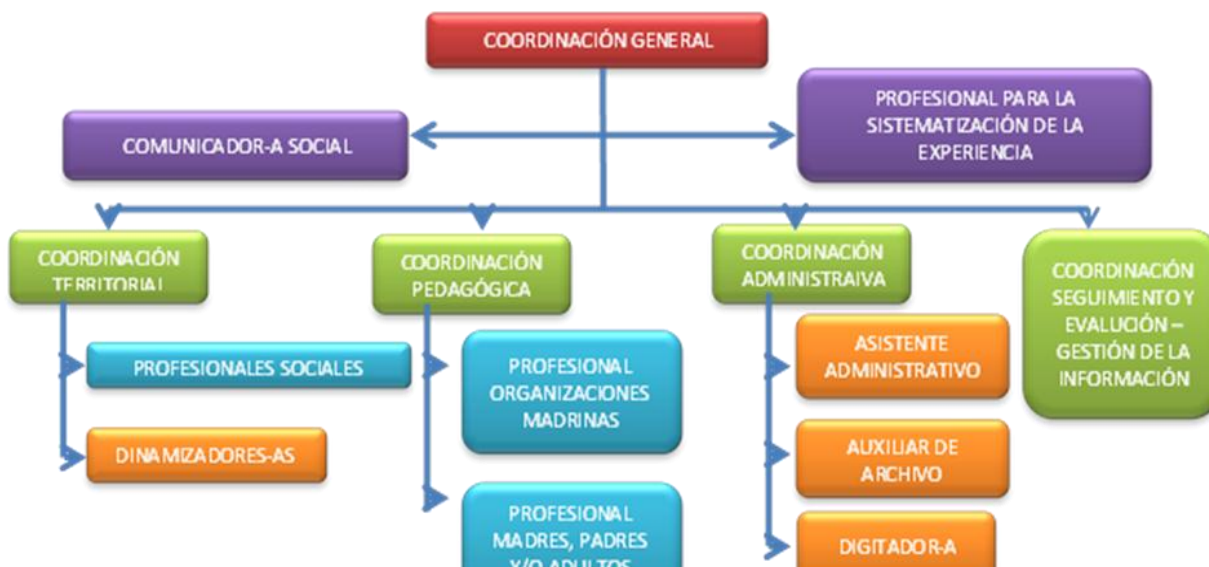 COORDINACIÓN GENERAL
COMUNICADOR-A SOCIAL
PROFESIONAL PARA LA
SISTEMATIZACIÓN DE LA
EXPERIENCIA
COORDINACIÓN
TERRITORIAL
PROFESIONALES SOCIALES
DINAMIZADORES-AS
COORDINACIÓN
PEDAGÓGICA
PROFESIONAL
ORGANIZACIONES
MADRINAS
PROFESIONAL
MADRES, PADRES
Y/O ADULTOS
COORDINACIÓN
ADMINISTRAIVA
ASISTENTE
ADMINISTRATIVO
AUXILIAR DE
ARCHIVO
DIGITADOR-A
COORDINACIÓN
SEGUIMIENTO Y
EVALUCIÓN –
GESTIÓN DE LA
INFORMACIÓN